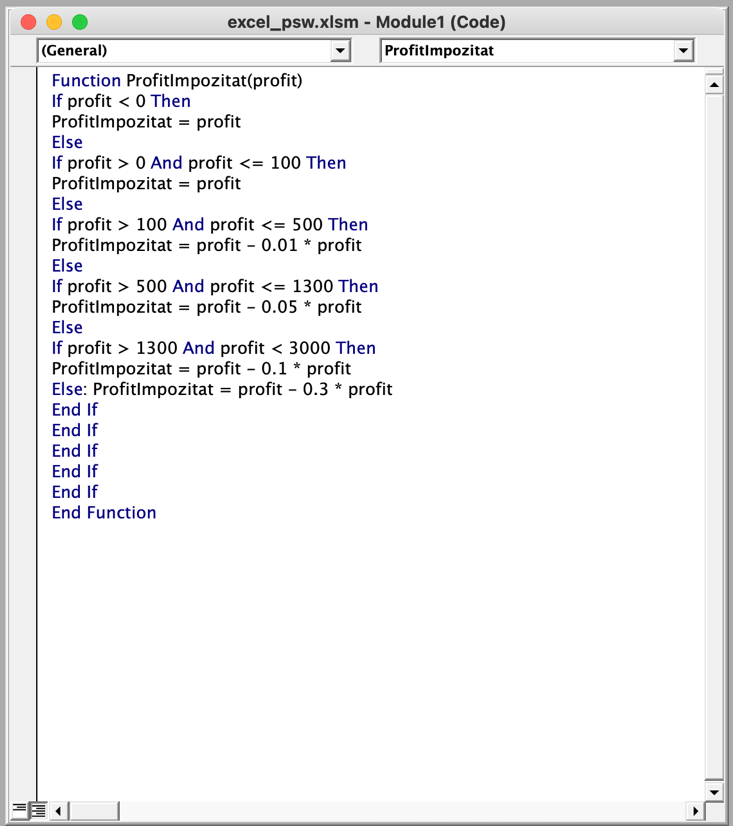 excel_psw.xlsm - Module1 (Code)
(General)
ProfitImpozitat
Function ProfitImpozitat(profit)
If profit < 0 Then
ProfitImpozitat = profit
Else
If profit > 0 And profit <= 100 Then
ProfitImpozitat = profit
Else
If profit > 100 And profit <= 500 Then
ProfitImpozitat = profit - 0.01 * profit
Else
If profit > 500 And profit <= 1300 Then
ProfitImpozitat = profit - 0.05 * profit
Else
If profit > 1300 And profit < 3000 Then
ProfitImpozitat = profit - 0.1 * profit
Else: ProfitImpozitat = profit - 0.3 * profit
End If
End If
End If
End If
End If
End Function